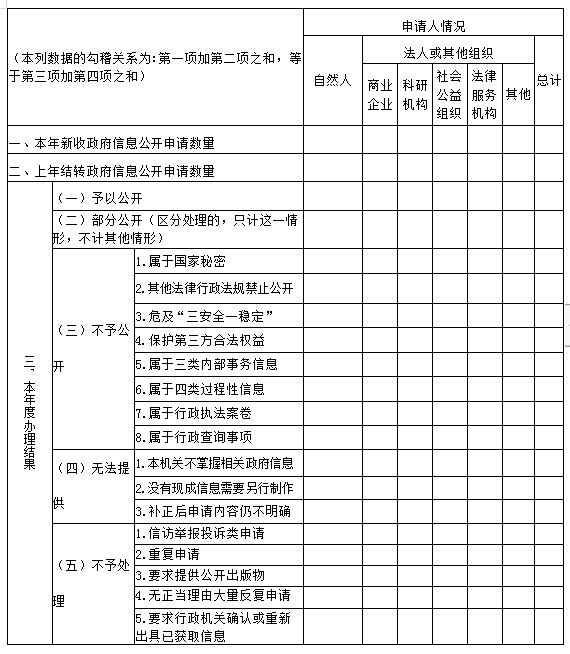 （本列数据的勾稽关系为:第一项加第二项之和，等
于第三项加第四项之和）
申请人情况
自然人
法人或其他组织
总计
商业
企业
科研
机构
社会
公益
组织
法律
服务
机构
其他
一、本年新收政府信息公开申请数量
二、上年结转政府信息公开申请数量
三、本年度办理结果
（一）予以公开
（二）部分公开（区分处理的，只计这一情
形，不计其他情形）
（三）不予公
开
1.属于国家秘密
2.其他法律行政法规禁止公开
3.危及“三安全一稳定”
4.保护第三方合法权益
5.属于三类内部事务信息
6.属于四类过程性信息
7.属于行政执法案卷
8.属于行政查询事项
（四）无法提
供
1.本机关不掌握相关政府信息
2.没有现成信息需要另行制作
3.补正后申请内容仍不明确
（五）不予处
理
1.信访举报投诉类申请
2.重复申请
3.要求提供公开出版物
4.无正当理由大量反复申请
5.要求行政机关确认或重新
出具已获取信息